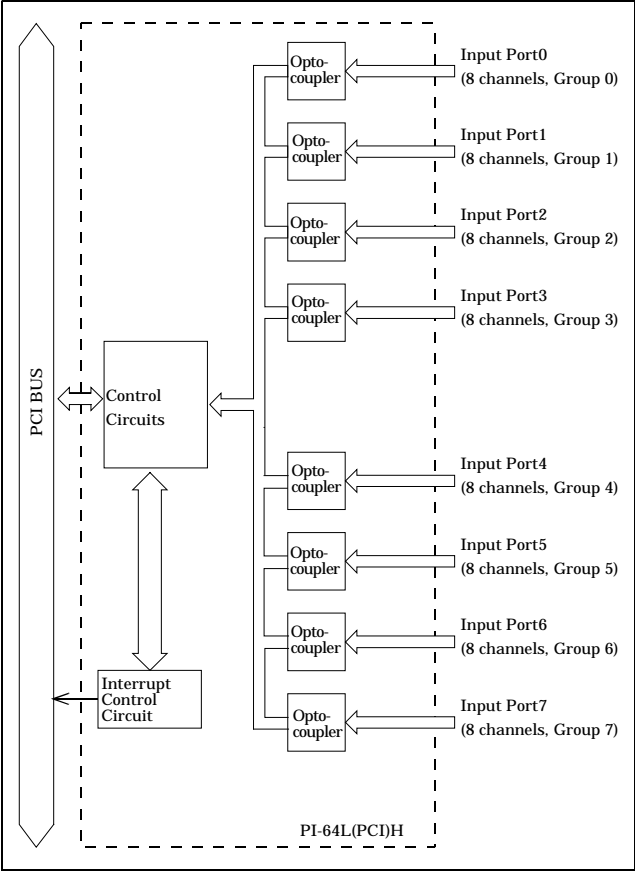 Opto-
coupler
Input Port0
(8 channels, Group 0)
Opto-
coupler
Input Port1
(8 channels, Group 1)
Opto-
coupler
Input Port2
(8 channels, Group 2)
Opto-
coupler
Input Port3
(8 channels, Group 3)
PCI BUS
Control
Circuits
Opto-
coupler
Input Port4
(8 channels, Group 4)
Opto-
coupler
Input Port5
(8 channels, Group 5)
Opto-
coupler
Input Port6
(8 channels, Group 6)
Interrupt
Control
Circuit
Opto-
coupler
Input Port7
(8 channels, Group 7)
PI-64L(PCI)H